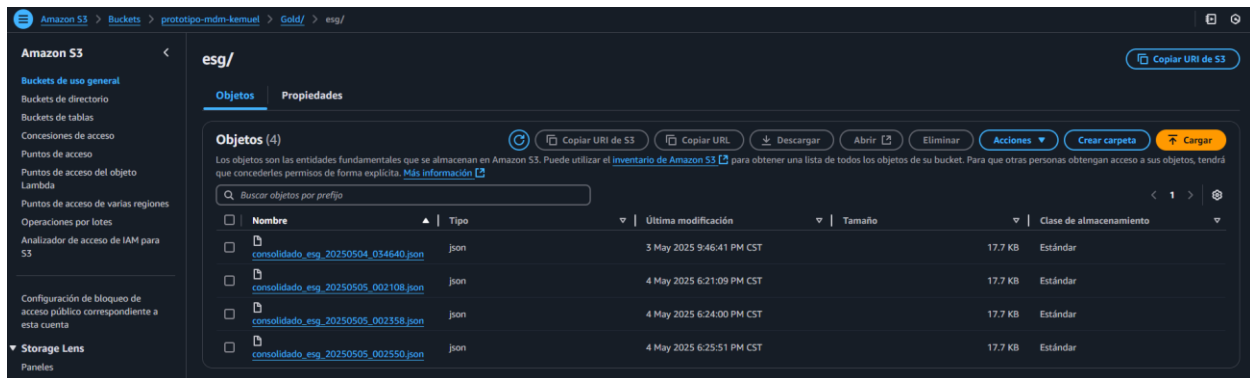 Amazon S3 > Buckets > prototipo-mdm-kemuel > Gold/ > esg/
Amazon S3
Buckets de uso general
Buckets de directorio
Buckets de tablas
Concesiones de acceso
Puntos de acceso
Puntos de acceso del objeto
Lambda
Puntos de acceso de varias regiones
Operaciones por lotes
Analizador de acceso de IAM para
S3
Configuración de bloqueo de
acceso público correspondiente a
esta cuenta
Storage Lens
Paneles
esg/
Copiar URI de S3
Objetos Propiedades
Objetos (4)
Copiar URI de S3 Copiar URL Descargar Abrir Eliminar Acciones Crear carpeta Cargar
Los objetos son las entidades fundamentales que se almacenan en Amazon S3. Puede utilizar el inventario de Amazon S3 para obtener una lista de todos los objetos de su bucket. Para que otras personas obtengan acceso a sus objetos, tendrá
que concederles permisos de forma explícita. Más información
Buscar objetos por prefijo
1
Nombre Tipo Última modificación Tamaño Clase de almacenamiento
consolidado_esg_20250504_034640.json json 3 May 2025 9:46:41 PM CST 17.7 KB Estándar
consolidado_esg_20250505_002108.json json 4 May 2025 6:21:09 PM CST 17.7 KB Estándar
consolidado_esg_20250505_002358.json json 4 May 2025 6:24:00 PM CST 17.7 KB Estándar
consolidado_esg_20250505_002550.json json 4 May 2025 6:25:51 PM CST 17.7 KB Estándar